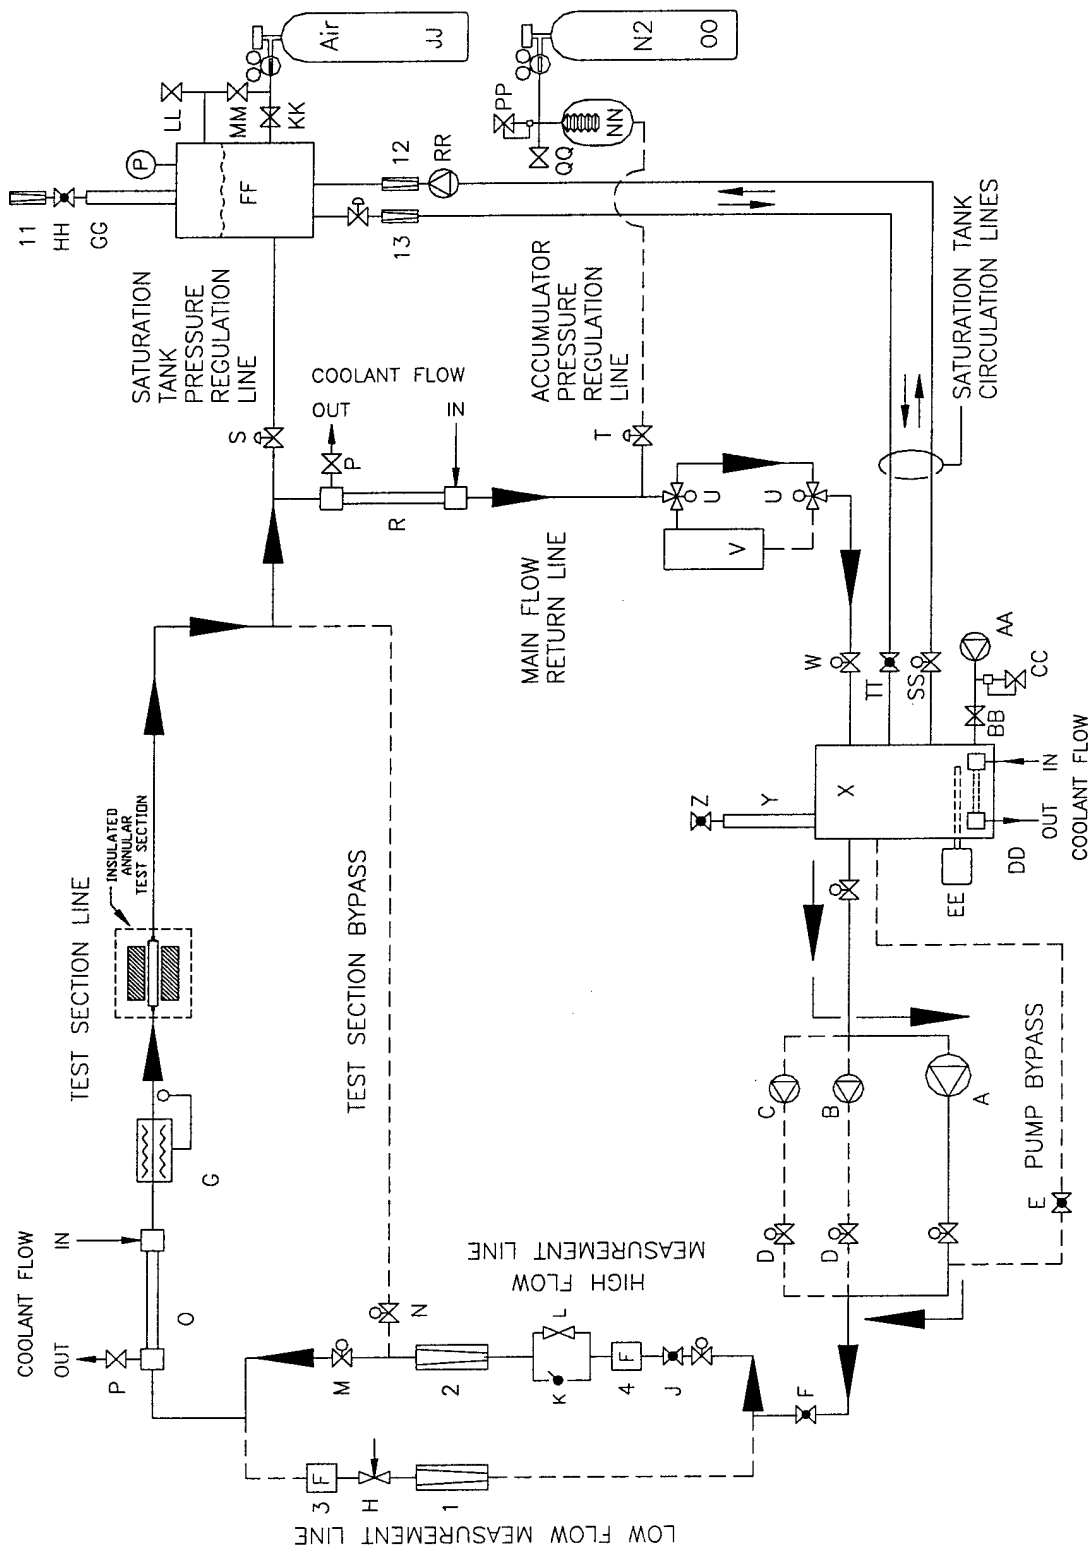 COOLANT FLOW
OUT
IN
P
O
G
TEST SECTION LINE
INSULATED
ANNULAR
TEST SECTION
11
HH
GG
P
LL
MM
KK
Air
JJ
FF
SATURATION
TANK
PRESSURE
REGULATION
LINE
S
LOW FLOW MEASUREMENT LINE
3
F
H
1
M
N
2
L
K
F
4
J
F
HIGH FLOW
MEASUREMENT LINE
TEST SECTION BYPASS
COOLANT FLOW
OUT
IN
P
R
13
12
RR
PP
QQ
NN
N2
OO
ACCUMULATOR
PRESSURE
REGULATION
LINE
T
MAIN FLOW
RETURN LINE
U
U
V
W
TT
SS
SATURATION TANK
CIRCULATION LINES
Z
Y
X
AA
BB
CC
EE
DD
OUT
IN
COOLANT FLOW
C
B
A
D
D
E
PUMP BYPASS